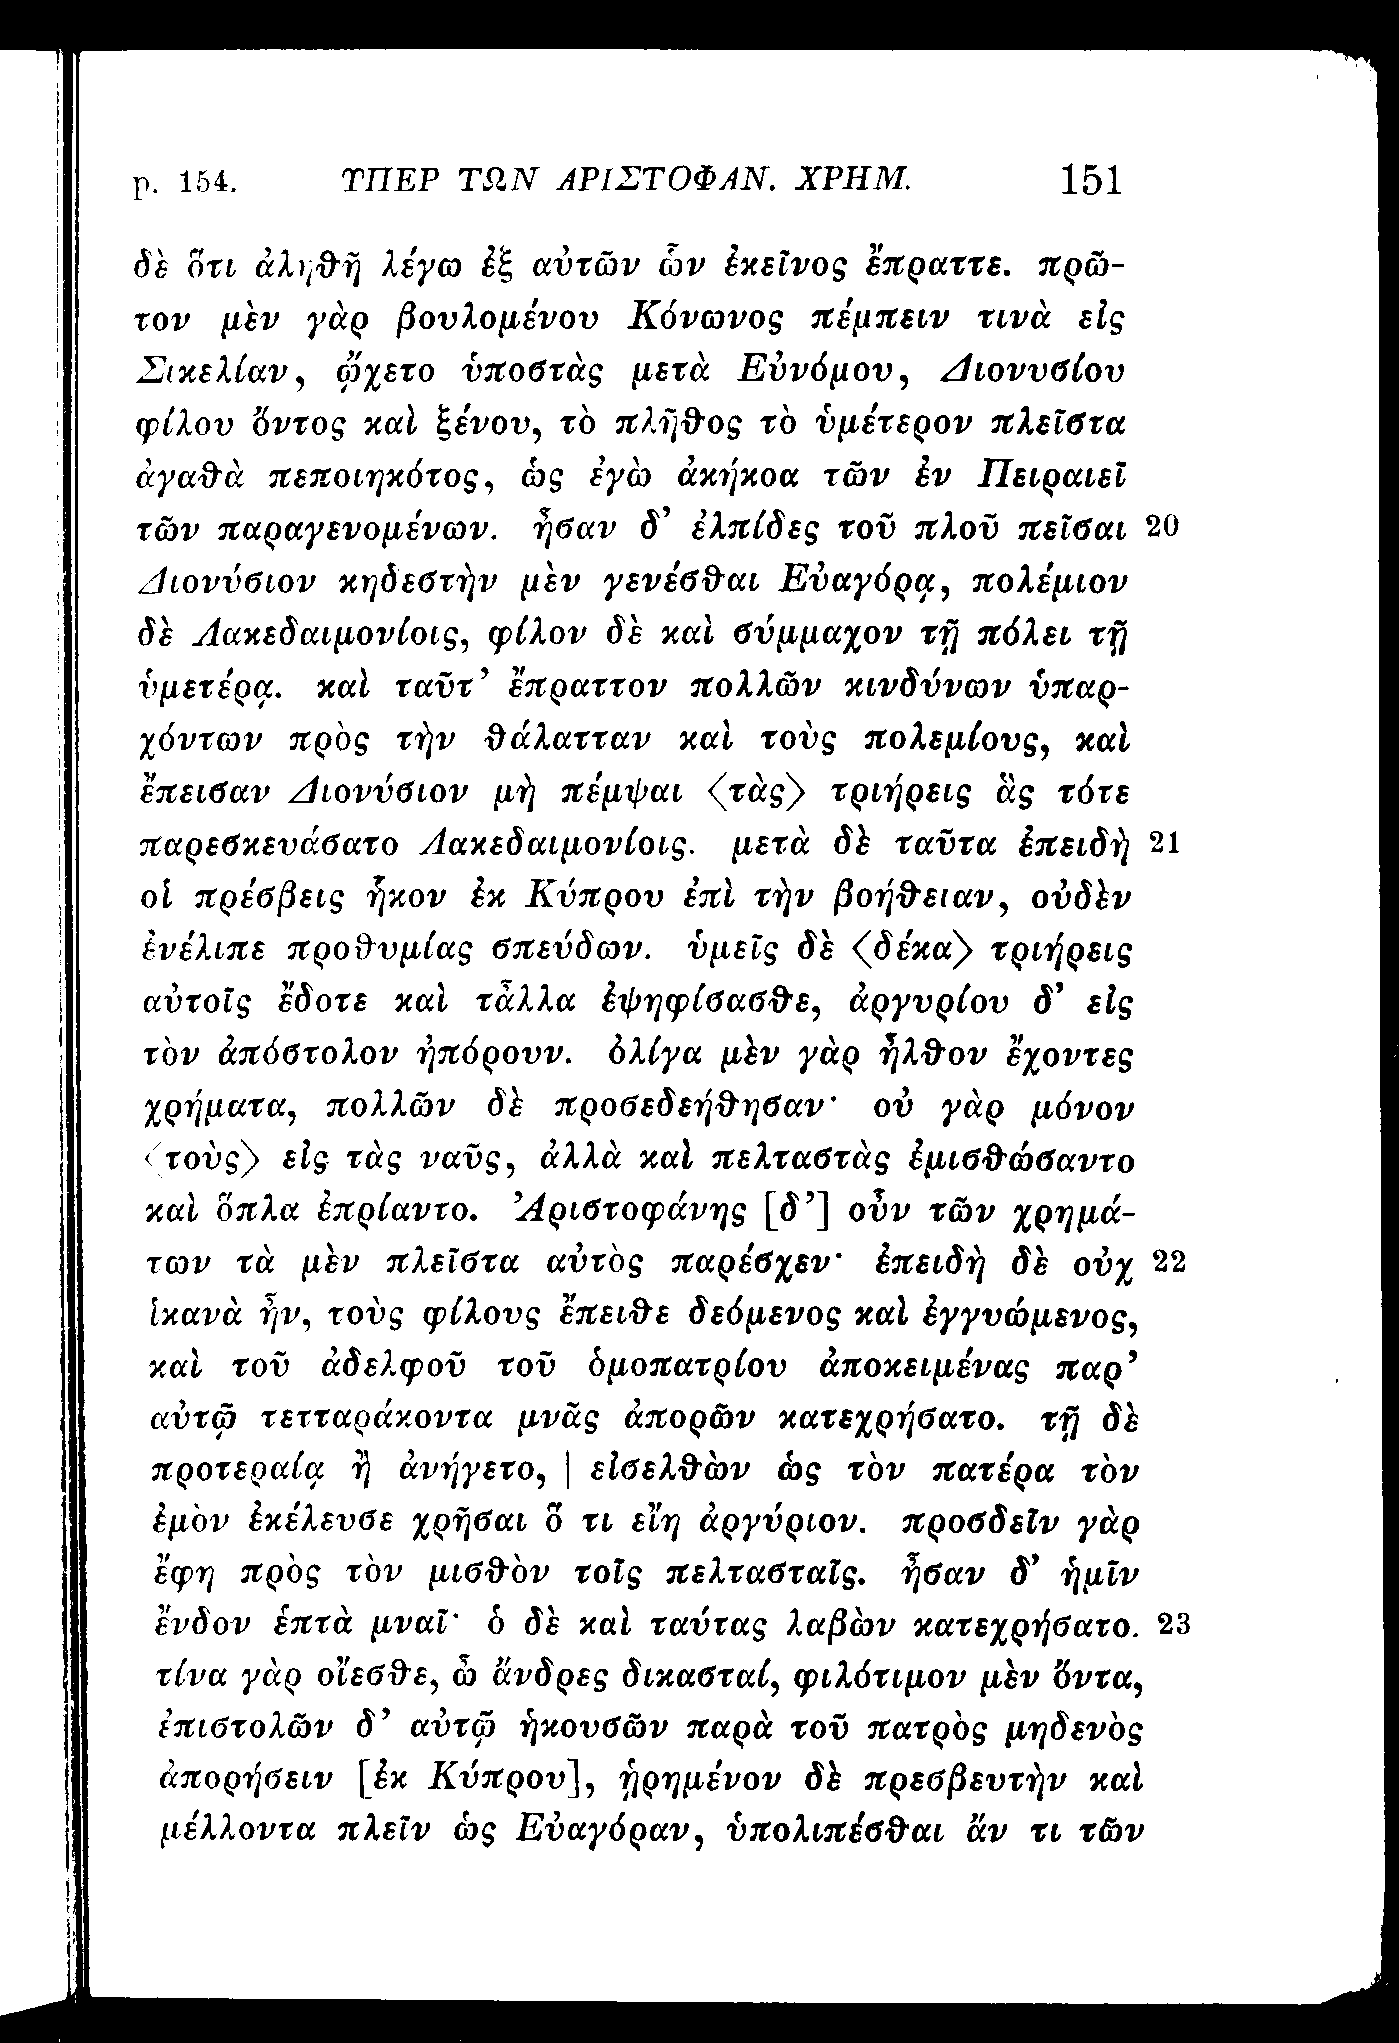 p. 154. ΥΠΕΡ ΤΩΝ ΑΡΙΣΤΟΦΑΝ. ΧΡΗΜ. 151
δὲ ὅτι ἀληθῆ λέγω ἐξ αὐτῶν ὧν ἐκεῖνος ἔπραττε. πρῶ-
τον μὲν γὰρ βουλομένου Κόνωνος πέμπειν τινὰ εἰς
Σικελίαν, ᾤχετο ὑποστὰς μετὰ Εὐνόμου, Διονυσίου
φίλου ὄντος καὶ ξένου, τὸ πλῆθος τὸ ὑμέτερον πλεῖστα
ἀγαθὰ πεποιηκότος, ὡς ἐγὼ ἀκήκοα τῶν ἐν Πειραιεῖ
τῶν παραγενομένων. ἦσαν δ’ ἐλπίδες τοῦ πλοῦ πεῖσαι 20
Διονύσιον κηδεστὴν μὲν γενέσθαι Εὐαγόρᾳ, πολέμιον
δὲ Λακεδαιμονίοις, φίλον δὲ καὶ σύμμαχον τῇ πόλει τῇ
ὑμετέρᾳ. καὶ ταῦτ’ ἔπραττον πολλῶν κινδύνων ὑπαρ-
χόντων πρὸς τὴν θάλατταν καὶ τοὺς πολεμίους, καὶ
ἔπεισαν Διονύσιον μὴ πέμψαι 〈τὰς〉 τριήρεις ἃς τότε
παρεσκευάσατο Λακεδαιμονίοις. μετὰ δὲ ταῦτα ἐπειδὴ 21
οἱ πρέσβεις ἧκον ἐκ Κύπρου ἐπὶ τὴν βοήθειαν, οὐδὲν
ἐνέλιπε προθυμίας σπεύδων. ὑμεῖς δὲ 〈δέκα〉 τριήρεις
αὐτοῖς ἔδοτε καὶ τἆλλα ἐψηφίσασθε, ἀργυρίου δ’ εἰς
τὸν ἀπόστολον ἠπόρουν. ὀλίγα μὲν γὰρ ἦλθον ἔχοντες
χρήματα, πολλῶν δὲ προσεδεήθησαν· οὐ γὰρ μόνον
〈τοὺς〉 εἰς τὰς ναῦς, ἀλλὰ καὶ πελταστὰς ἐμισθώσαντο
καὶ ὅπλα ἐπρίαντο. Ἀριστοφάνης [δ’] οὖν τῶν χρημά-
των τὰ μὲν πλεῖστα αὐτὸς παρέσχεν· ἐπειδὴ δὲ οὐχ 22
ἱκανὰ ἦν, τοὺς φίλους ἔπειθε δεόμενος καὶ ἐγγυώμενος,
καὶ τοῦ ἀδελφοῦ τοῦ ὁμοπατρίου ἀποκειμένας παρ’
αὐτῷ τετταράκοντα μνᾶς ἀπορῶν κατεχρήσατο. τῇ δὲ
προτεραίᾳ ἢ ἀνήγετο, | εἰσελθὼν ὡς τὸν πατέρα τὸν
ἐμὸν ἐκέλευσε χρῆσαι ὅ τι εἴη ἀργύριον. προσδεῖν γὰρ
ἔφη πρὸς τὸν μισθὸν τοῖς πελτασταῖς. ἦσαν δ’ ἡμῖν
ἔνδον ἑπτὰ μναῖ· ὁ δὲ καὶ ταύτας λαβὼν κατεχρήσατο. 23
τίνα γὰρ οἴεσθε, ὦ ἄνδρες δικασταί, φιλότιμον μὲν ὄντα,
ἐπιστολῶν δ’ αὐτῷ ἡκουσῶν παρὰ τοῦ πατρὸς μηδενὸς
ἀπορήσειν [ἐκ Κύπρου], ᾑρημένον δὲ πρεσβευτὴν καὶ
μέλλοντα πλεῖν ὡς Εὐαγόραν, ὑπολιπέσθαι ἄν τι τῶν